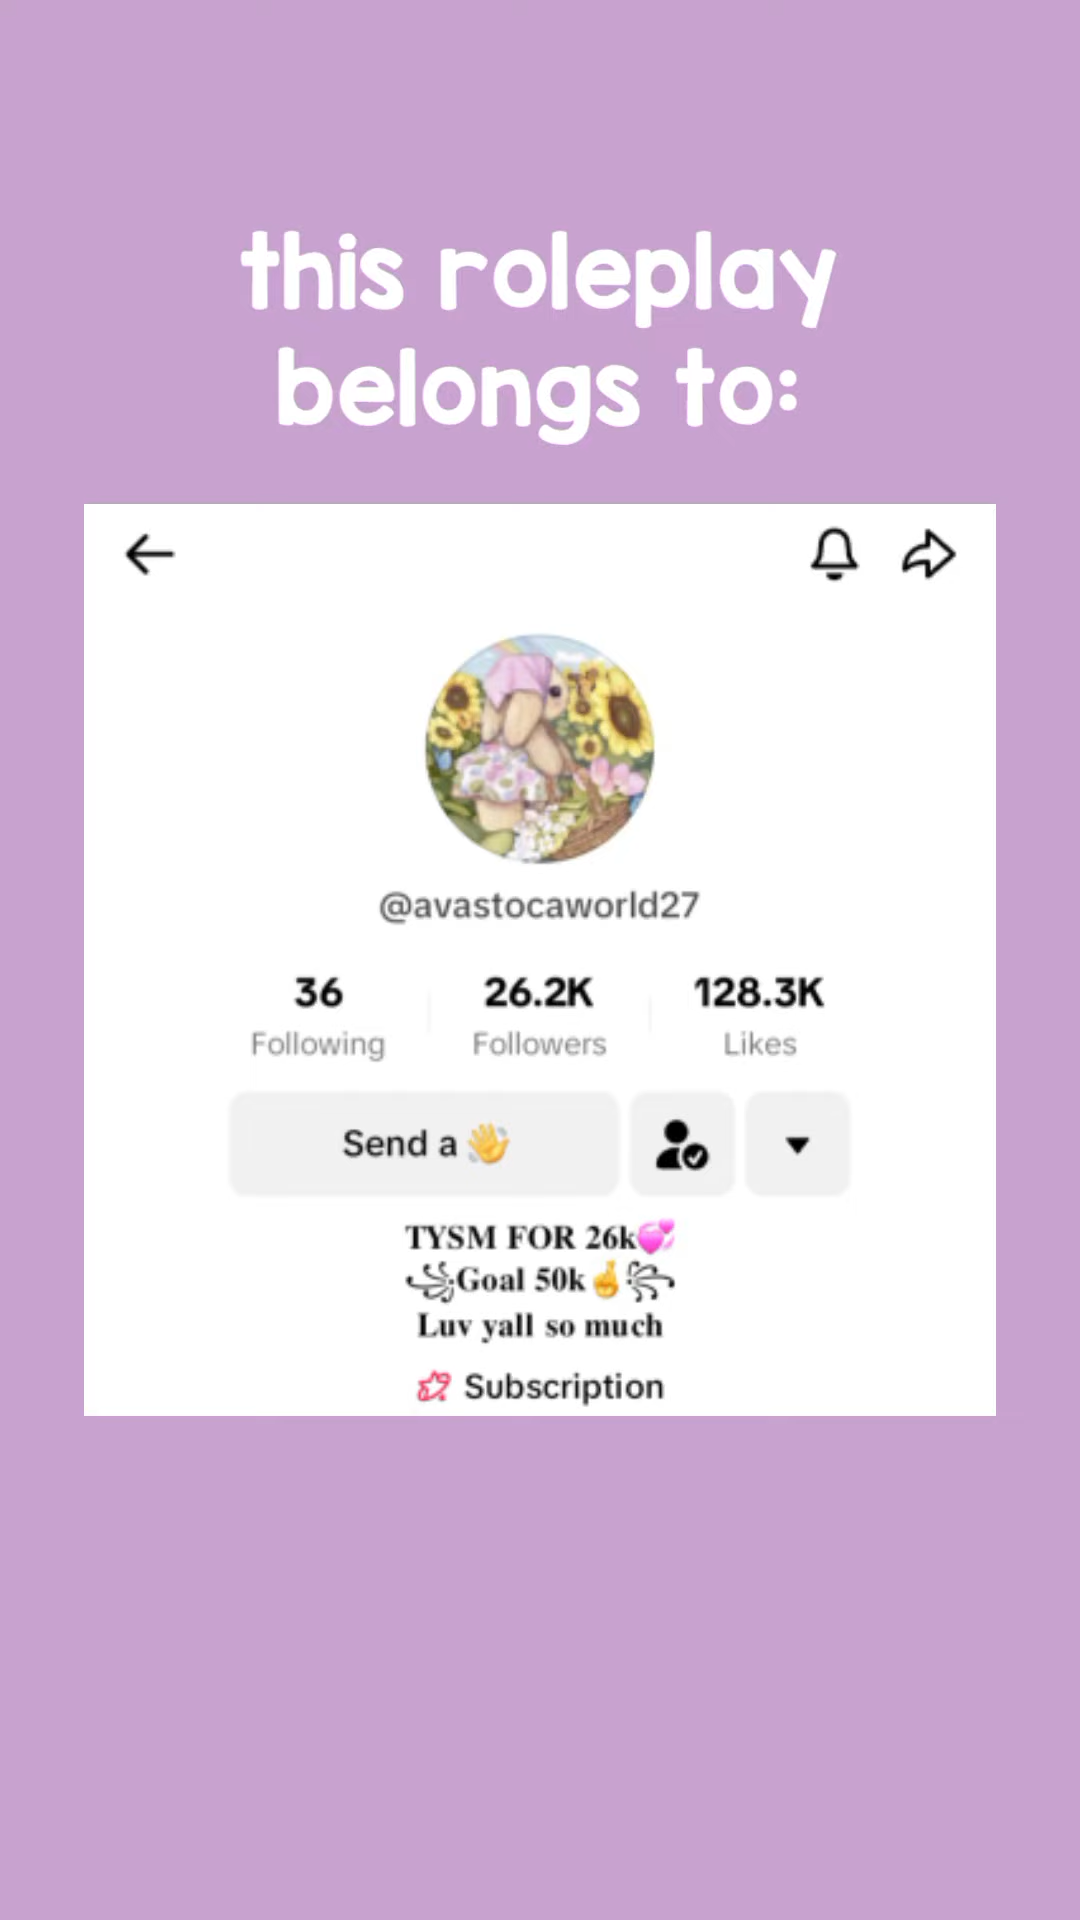 this roleplay
belongs to:
@avastocaworld27
36
Following
26.2K
Followers
128.3K
Likes
Send a 👋
TYSM FOR 26k💞
꧁Goal 50k🤞꧂
Luv yall so much
Subscription